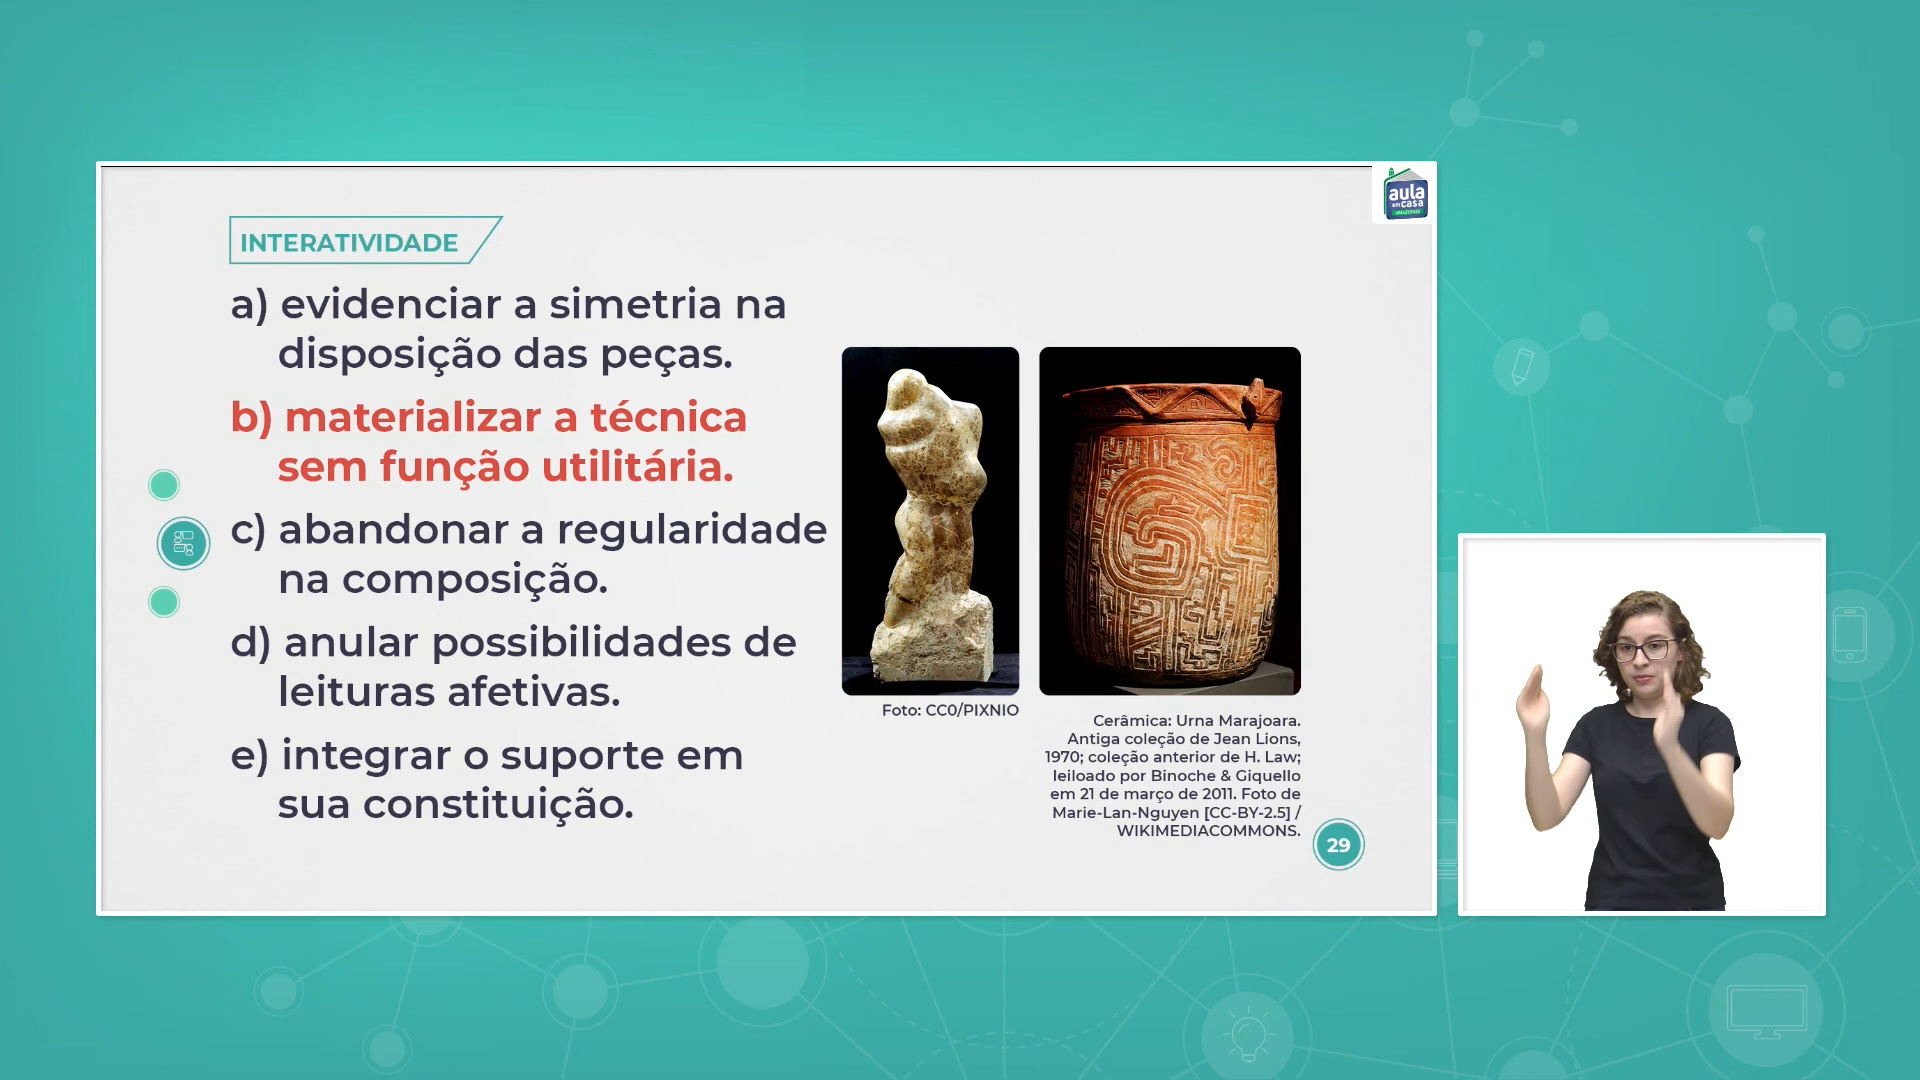 aula
em casa
AMAZONAS
INTERATIVIDADE
a) evidenciar a simetria na
disposição das peças.
b) materializar a técnica
sem função utilitária.
c) abandonar a regularidade
na composição.
d) anular possibilidades de
leituras afetivas.
e) integrar o suporte em
sua constituição.
Foto: CC0/PIXNIO
Cerâmica: Urna Marajoara.
Antiga coleção de Jean Lions,
1970; coleção anterior de H. Law;
leiloado por Binoche & Giquello
em 21 de março de 2011. Foto de
Marie-Lan-Nguyen [CC-BY-2.5] /
WIKIMEDIACOMMONS.
29